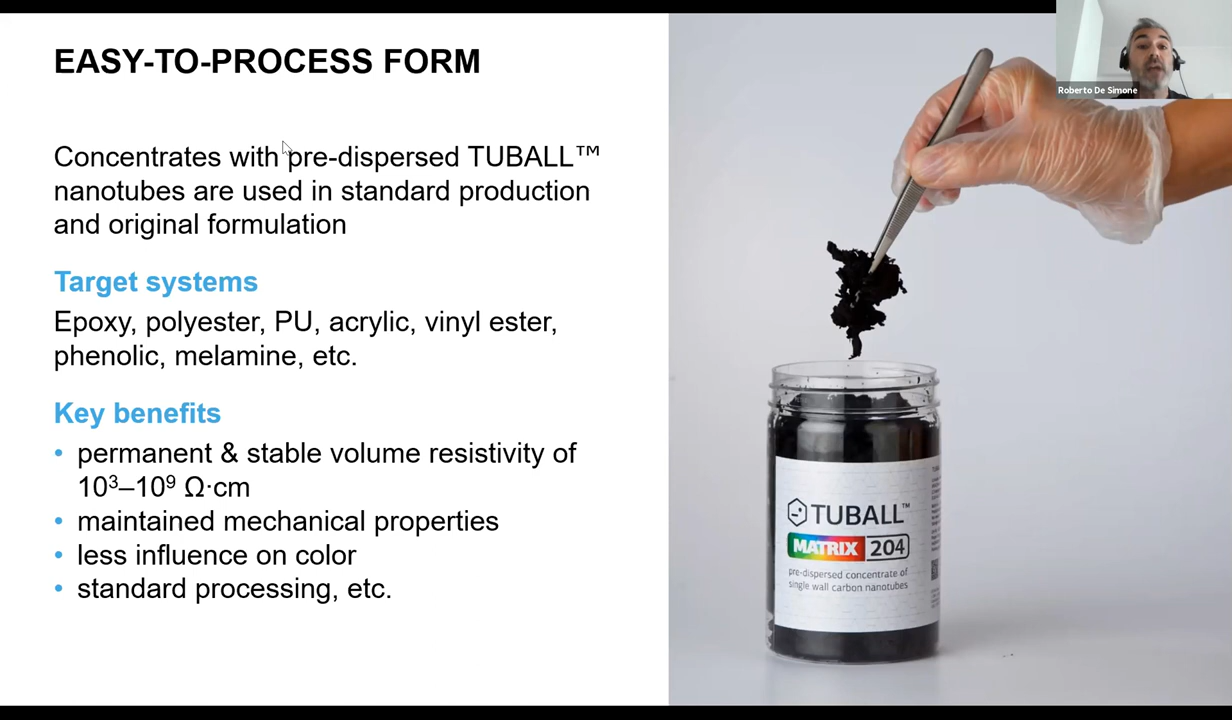 EASY-TO-PROCESS FORM
Roberto De Simone
Concentrates with pre-dispersed TUBALL™
nanotubes are used in standard production
and original formulation
Target systems
Epoxy, polyester, PU, acrylic, vinyl ester,
phenolic, melamine, etc.
Key benefits
• permanent & stable volume resistivity of
10³–10⁹ Ω·cm
• maintained mechanical properties
• less influence on color
• standard processing, etc.
TUBALL™
MATRIX 204
pre-dispersed concentrate of
single wall carbon nanotubes